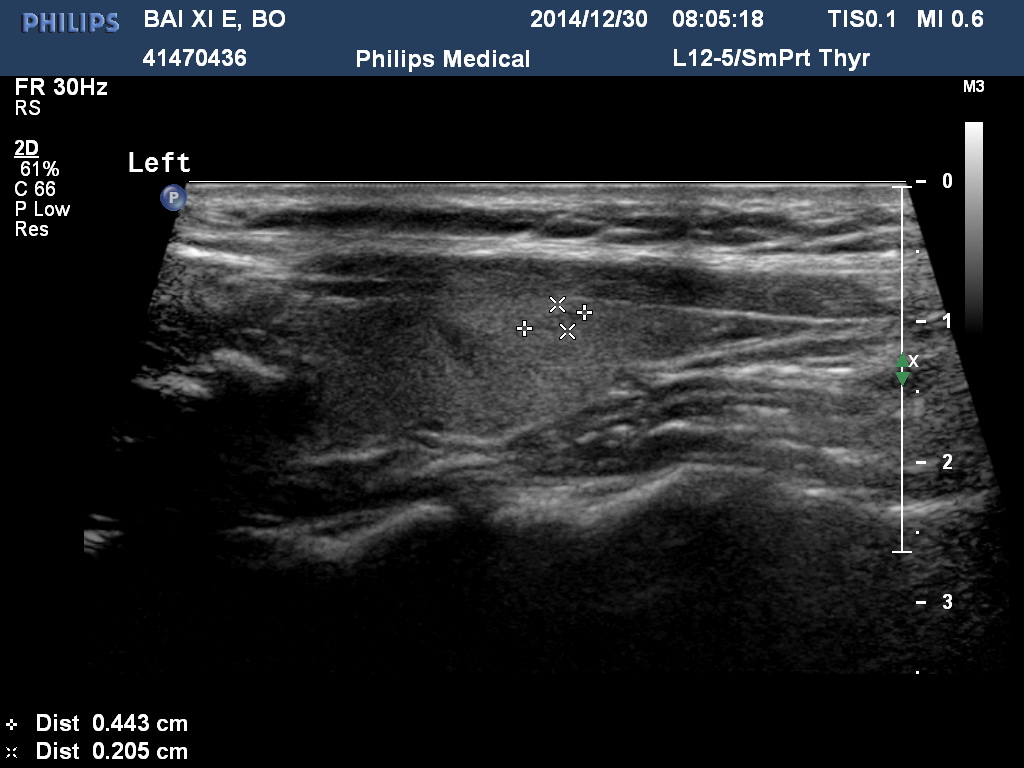 PHILIPS BAI XI E, BO 2014/12/30 08:05:18 TIS0.1 MI 0.6
41470436 Philips Medical L12-5/SmPrt Thyr
FR 30Hz
RS
M3
2D
61%
C 66
P Low
Res
Left
P
0
1
X
2
3
Dist 0.443 cm
Dist 0.205 cm